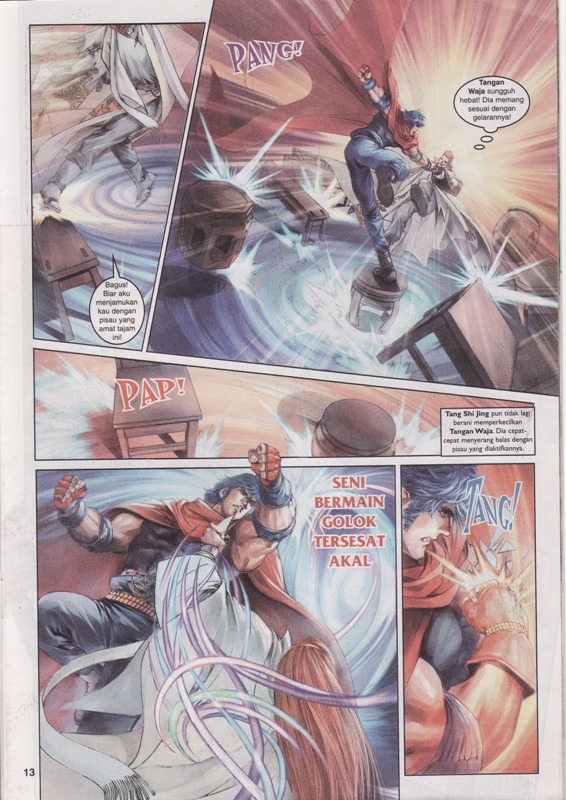 PANG!
Tangan
Waja sungguh
hebat! Dia memang
sesuai dengan
gelarannya!
Bagus!
Biar aku
menjamukan
kau dengan
pisau yang
amat tajam
ini!
PAP!
Tang Shi Jing pun tidak lagi
berani memperkecilkan
Tangan Waja. Dia cepat-
cepat menyerang balas dengan
pisau yang diaktifkannya.
SENI
BERMAIN
GOLOK
TERSESAT
AKAL
TANG!
13